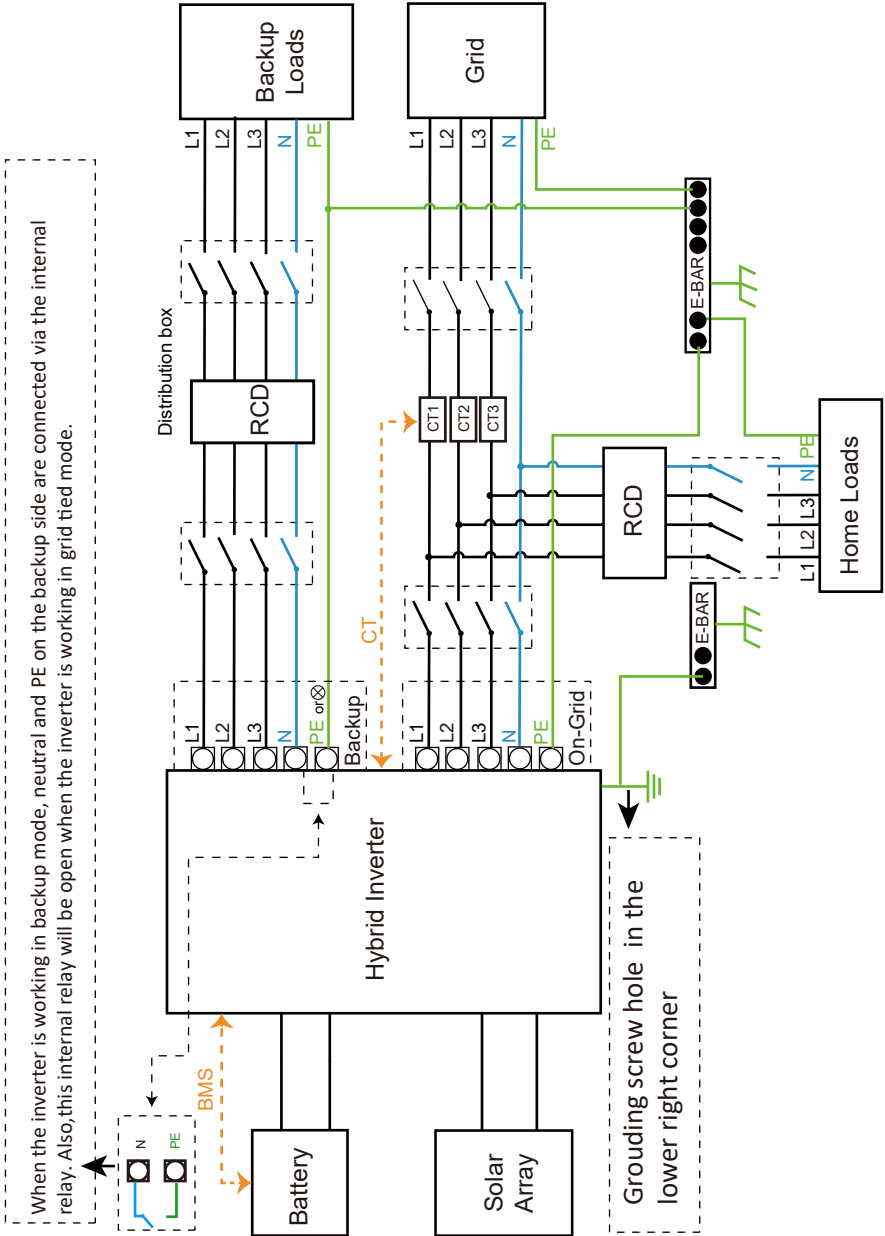 When the inverter is working in backup mode, neutral and PE on the backup side are connected via the internal
relay. Also,this internal relay will be open when the inverter is working in grid tied mode.
N
PE
BMS
Battery
Solar
Array
Hybrid Inverter
L1
L2
L3
N
PE or
Backup
CT
L1
L2
L3
N
PE
On-Grid
Grouding screw hole in the
lower right corner
E-BAR
Distribution box
RCD
CT1
CT2
CT3
RCD
L1 L2 L3 N PE
Home Loads
E-BAR
L1
L2
L3
N
PE
Backup
Loads
L1
L2
L3
N
PE
Grid